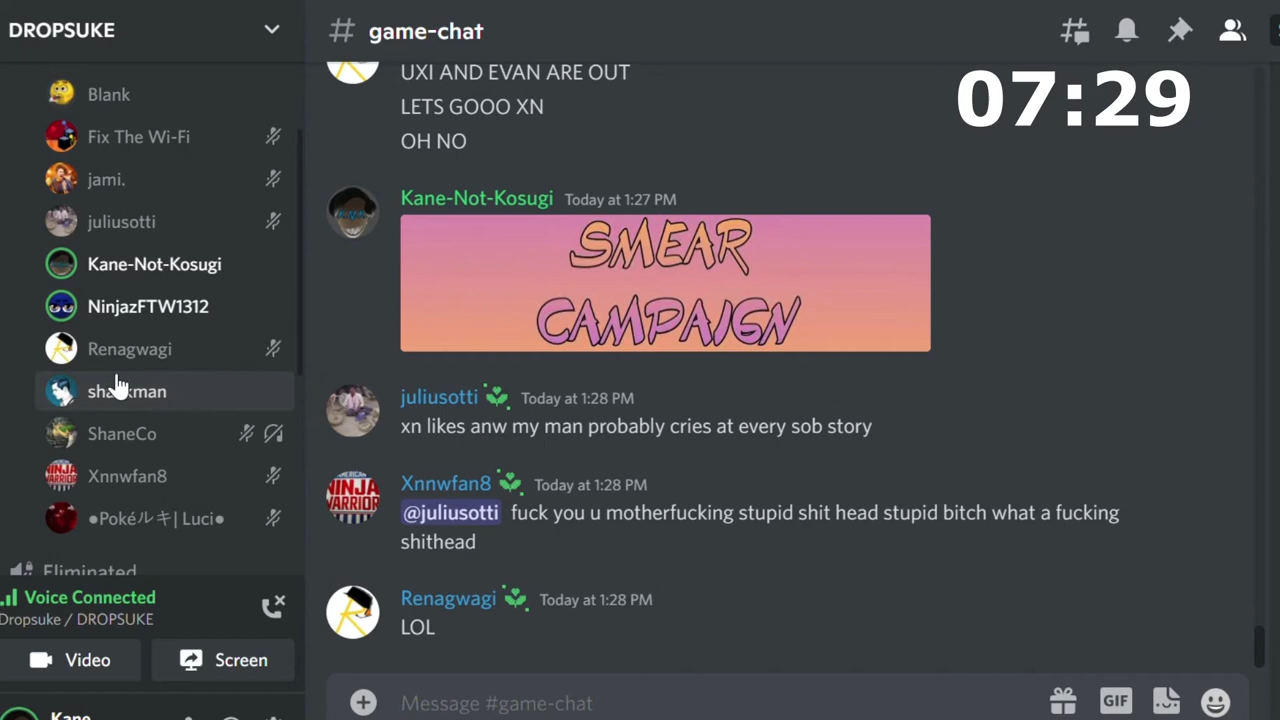 DROPSUKE
Blank
Fix The Wi-Fi
jami.
juliusotti
Kane-Not-Kosugi
NinjazFTW1312
Renagwagi
ShaneCo
Xnnwfan8
●Pokéルキ| Luci●
Eliminated
Voice Connected
Dropsuke / DROPSUKE
Video
Screen
Kane
game-chat
07:29
UXI AND EVAN ARE OUT
LETS GOOO XN
OH NO
Kane-Not-Kosugi Today at 1:27 PM
SMEAR
CAMPAIGN
juliusotti Today at 1:28 PM
xn likes anw my man probably cries at every sob story
NINJA
WARRIOR
Xnnwfan8 Today at 1:28 PM
@juliusotti fuck you u motherfucking stupid shit head stupid bitch what a fucking
shithead
Renagwagi Today at 1:28 PM
LOL
Message #game-chat
GIF